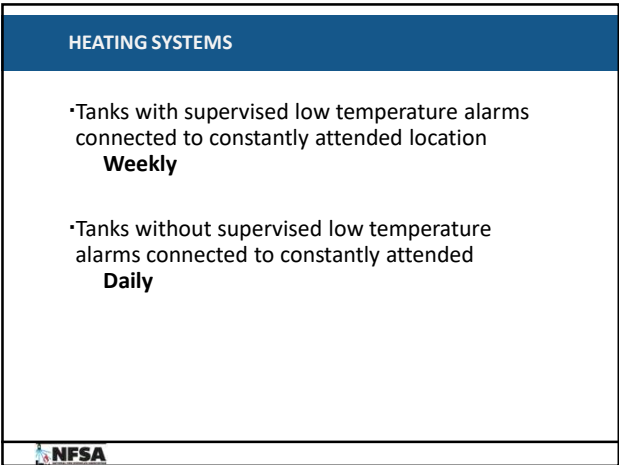 HEATING SYSTEMS
▪Tanks with supervised low temperature alarms
connected to constantly attended location
Weekly
▪Tanks without supervised low temperature
alarms connected to constantly attended
Daily
NFSA